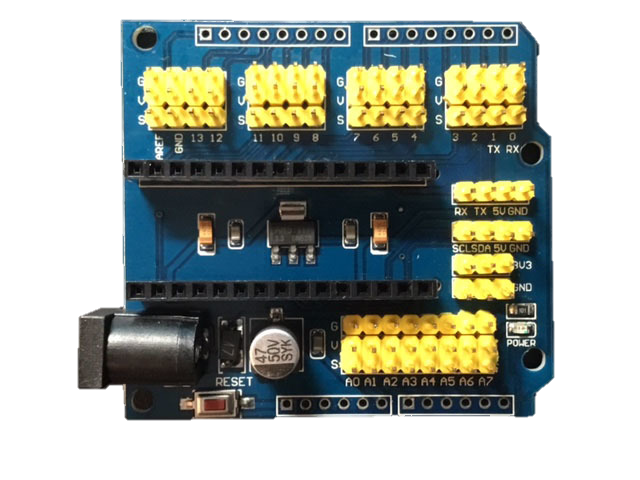 G
V
S
AREF GND 13 12
11 10 9 8
7 6 5 4
3 2 1 0
TX RX
RX TX 5V GND
SCL SDA 5V GND
3V3
GND
G
V
S
A0 A1 A2 A3 A4 A5 A6 A7
POWER
47
50V
SYK
RESET